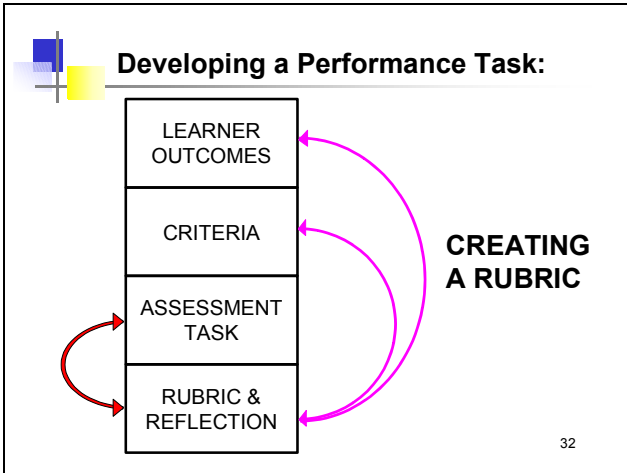 Developing a Performance Task:
LEARNER
OUTCOMES
CRITERIA
ASSESSMENT
TASK
RUBRIC &
REFLECTION
CREATING
A RUBRIC
32